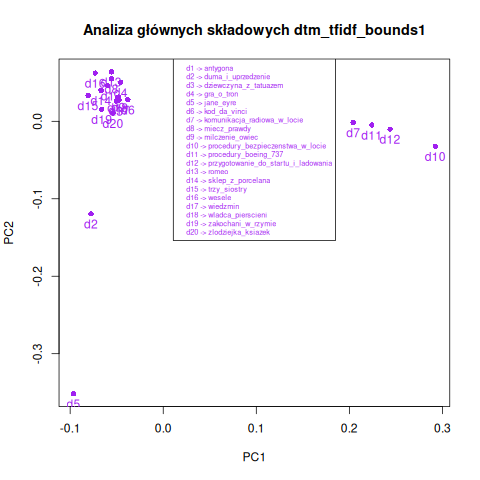 Analiza głównych składowych dtm_tfidf_bounds1
d1 -> antygona
d2 -> duma_i_uprzedzenie
d3 -> dziewczyna_z_tatuazem
d4 -> gra_o_tron
d5 -> jane_eyre
d6 -> kod_da_vinci
d7 -> komunikacja_radiowa_w_locie
d8 -> miecz_prawdy
d9 -> milczenie_owiec
d10 -> procedury_bezpieczenstwa_w_locie
d11 -> procedury_boeing_737
d12 -> przygotowanie_do_startu_i_ladowania
d13 -> romeo
d14 -> sklep_z_porcelana
d15 -> trzy_siostry
d16 -> wesele
d17 -> wiedzmin
d18 -> wladca_pierscieni
d19 -> zakochani_w_rzymie
d20 -> zlodziejka_ksiazek
d15
d19
d20
d7
d11
d12
d10
d2
d5
0.0
-0.1
-0.2
-0.3
PC2
-0.1
0.0
0.1
0.2
0.3
PC1